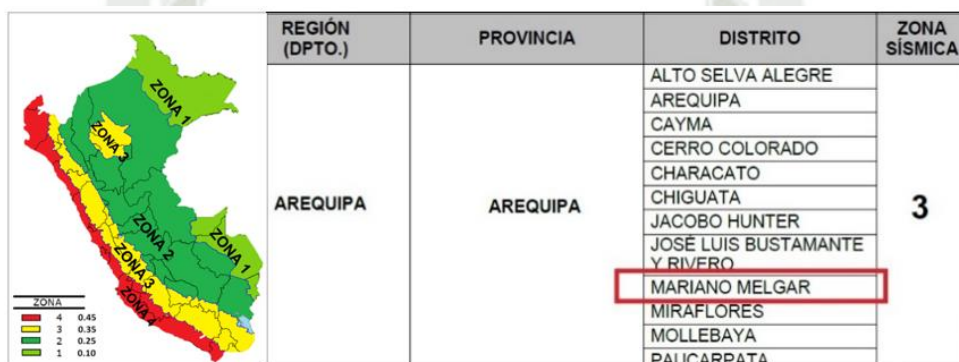 ZONA 1
ZONA 3
ZONA 2
ZONA 1
ZONA 3
ZONA 4
ZONA
4 0.45
3 0.35
2 0.25
1 0.10
REGIÓN
(DPTO.)
PROVINCIA
DISTRITO
ZONA
SÍSMICA
AREQUIPA
AREQUIPA
ALTO SELVA ALEGRE
AREQUIPA
CAYMA
CERRO COLORADO
CHARACATO
CHIGUATA
JACOBO HUNTER
JOSÉ LUIS BUSTAMANTE
Y RIVERO
MARIANO MELGAR
MIRAFLORES
MOLLEBAYA
PAUCARPATA
3